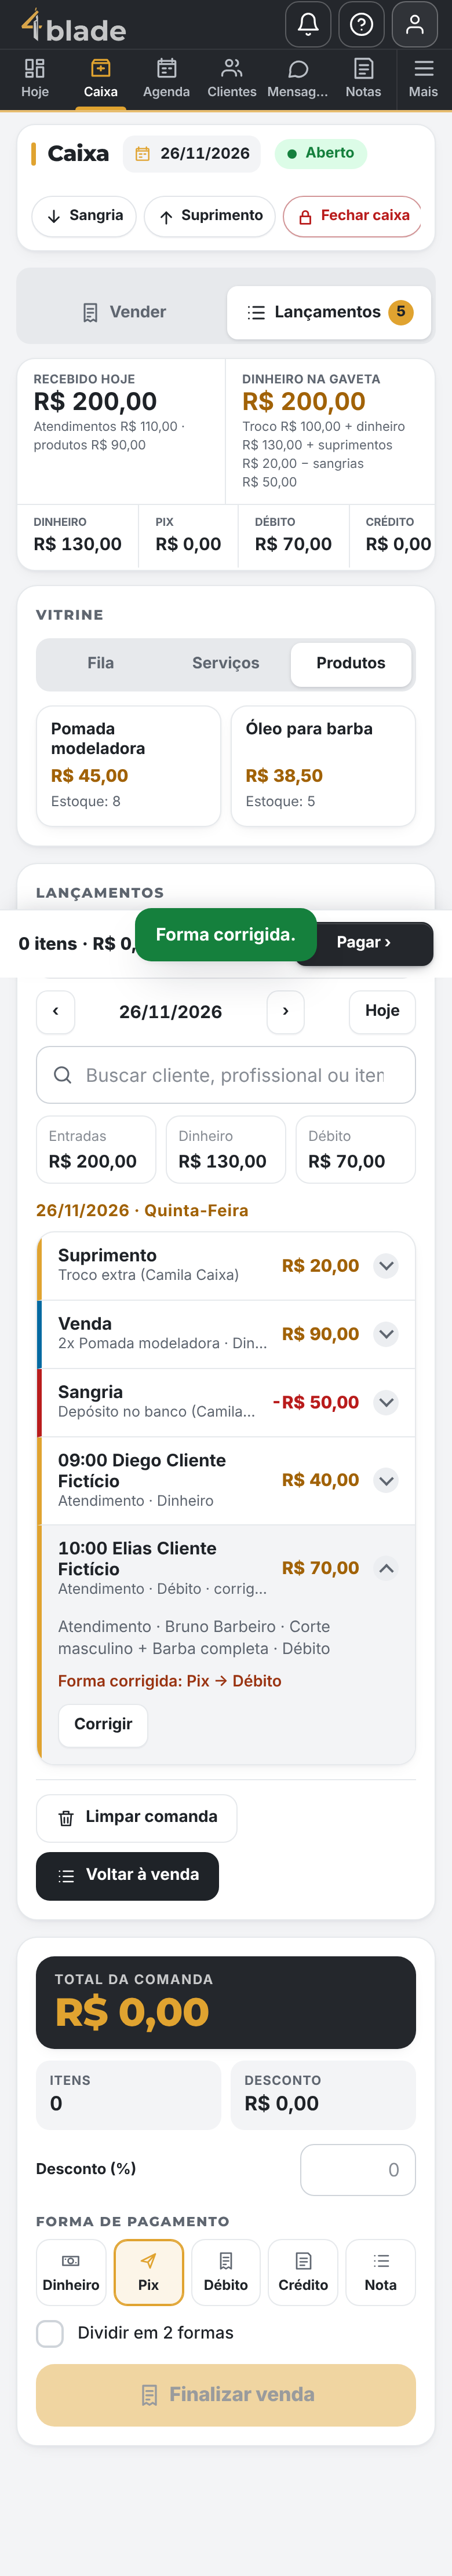 4blade
Hoje
Caixa
Agenda
Clientes
Mensag...
Notas
Mais
Caixa
26/11/2026
Aberto
Sangria
Suprimento
Fechar caixa
Vender
Lançamentos 5
RECEBIDO HOJE
R$ 200,00
Atendimentos R$ 110,00 ·
produtos R$ 90,00
DINHEIRO NA GAVETA
R$ 200,00
Troco R$ 100,00 + dinheiro
R$ 130,00 + suprimentos
R$ 20,00 − sangrias
R$ 50,00
DINHEIRO
R$ 130,00
PIX
R$ 0,00
DÉBITO
R$ 70,00
CRÉDITO
R$ 0,00
VITRINE
Fila
Serviços
Produtos
Pomada
modeladora
R$ 45,00
Estoque: 8
Óleo para barba
R$ 38,50
Estoque: 5
LANÇAMENTOS
0 itens · R$ 0,
Forma corrigida.
Pagar ›
‹
26/11/2026
›
Hoje
Buscar cliente, profissional ou iter
Entradas
R$ 200,00
Dinheiro
R$ 130,00
Débito
R$ 70,00
26/11/2026 · Quinta-Feira
Suprimento
Troco extra (Camila Caixa)
R$ 20,00
Venda
2x Pomada modeladora · Din...
R$ 90,00
Sangria
Depósito no banco (Camila...
-R$ 50,00
09:00 Diego Cliente
Fictício
Atendimento · Dinheiro
R$ 40,00
10:00 Elias Cliente
Fictício
Atendimento · Débito · corrig...
R$ 70,00
Atendimento · Bruno Barbeiro · Corte
masculino + Barba completa · Débito
Forma corrigida: Pix → Débito
Corrigir
Limpar comanda
Voltar à venda
TOTAL DA COMANDA
R$ 0,00
ITENS
0
DESCONTO
R$ 0,00
Desconto (%)
0
FORMA DE PAGAMENTO
Dinheiro
Pix
Débito
Crédito
Nota
Dividir em 2 formas
Finalizar venda